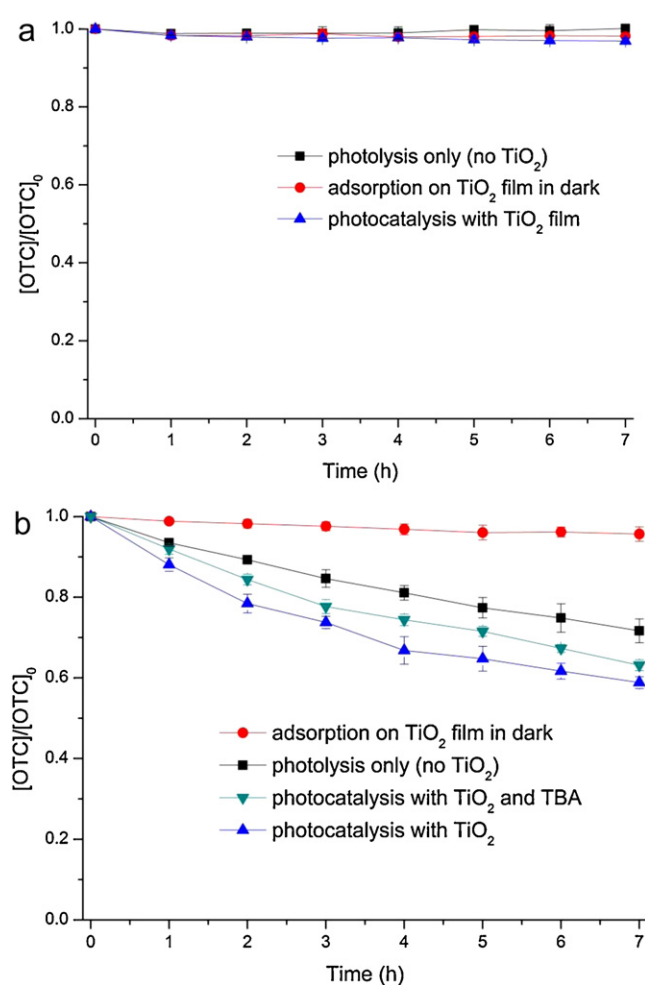 a
1.0
0.8
0.6
0.4
0.2
0.0
[OTC]/[OTC]₀
photolysis only (no TiO₂)
adsorption on TiO₂ film in dark
photocatalysis with TiO₂ film
0 1 2 3 4 5 6 7
Time (h)
b
1.0
0.8
0.6
0.4
0.2
0.0
[OTC]/[OTC]₀
adsorption on TiO₂ film in dark
photolysis only (no TiO₂)
photocatalysis with TiO₂ and TBA
photocatalysis with TiO₂
0 1 2 3 4 5 6 7
Time (h)